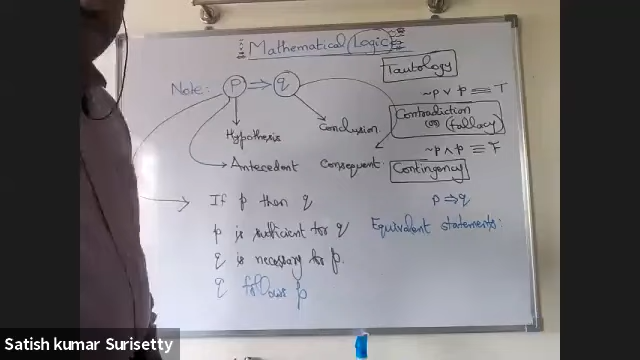 Mathematical Logic
Tautology
Note: p ⇒ q
~p ∨ p ≡ T
Contradiction
(or) (fallacy)
Hypothesis
Conclusion
~p ∧ p ≡ F
Antecedent
Consequent
Contingency
If p then q
p ⇒ q
p is sufficient for q
Equivalent statements.
q is necessary for p.
q follows p
Satish kumar Surisetty